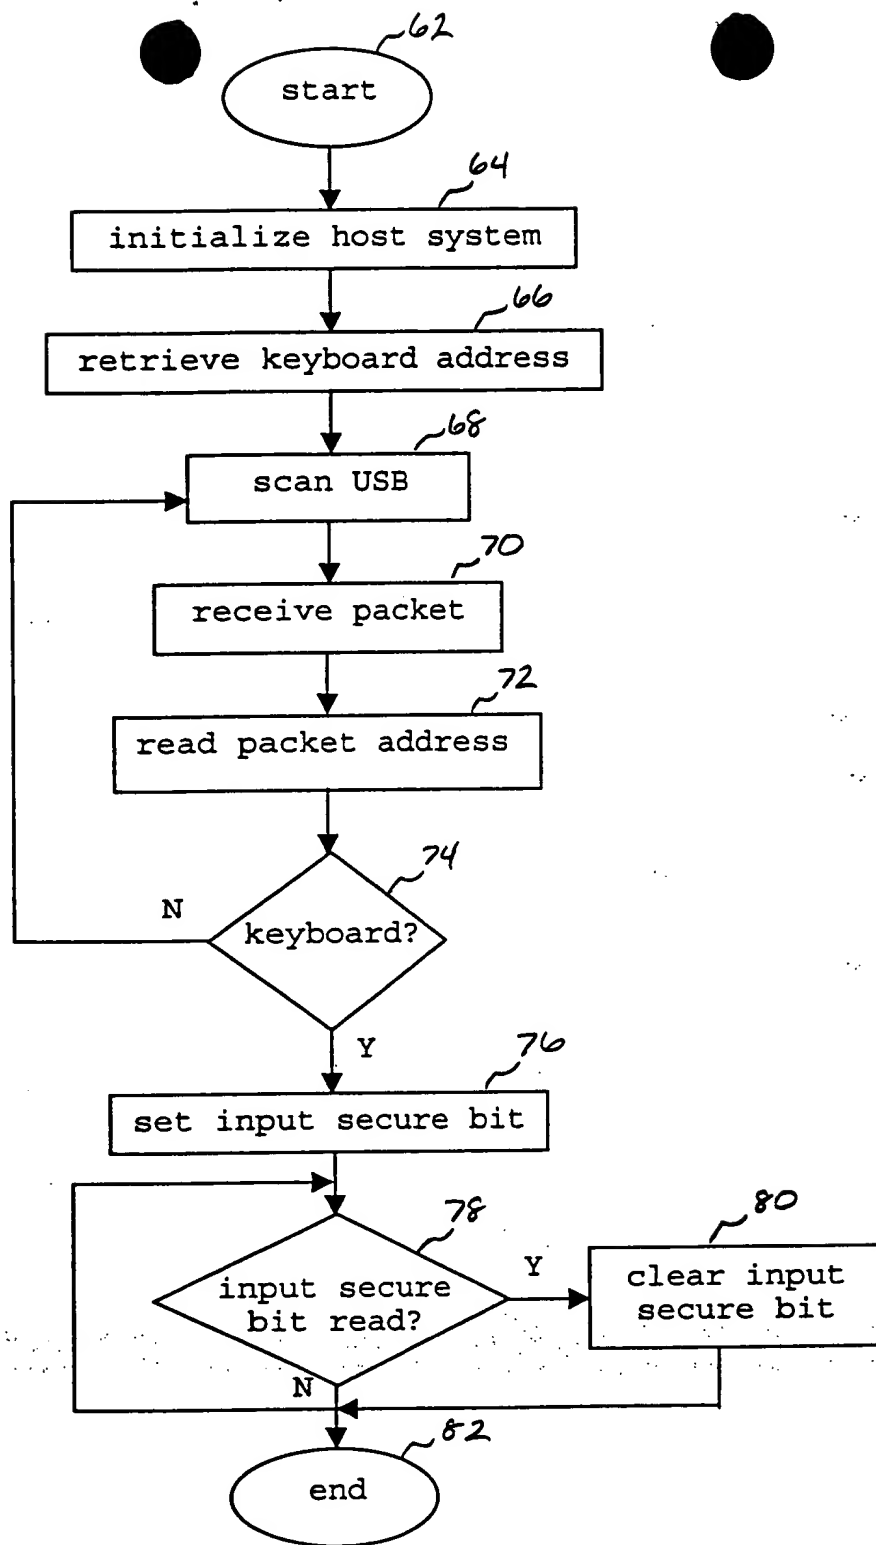 62
start
64
initialize host system
66
retrieve keyboard address
68
scan USB
70
receive packet
72
read packet address
74
N
keyboard?
Y
76
set input secure bit
78
80
input secure
bit read?
Y
clear input
secure bit
N
82
end